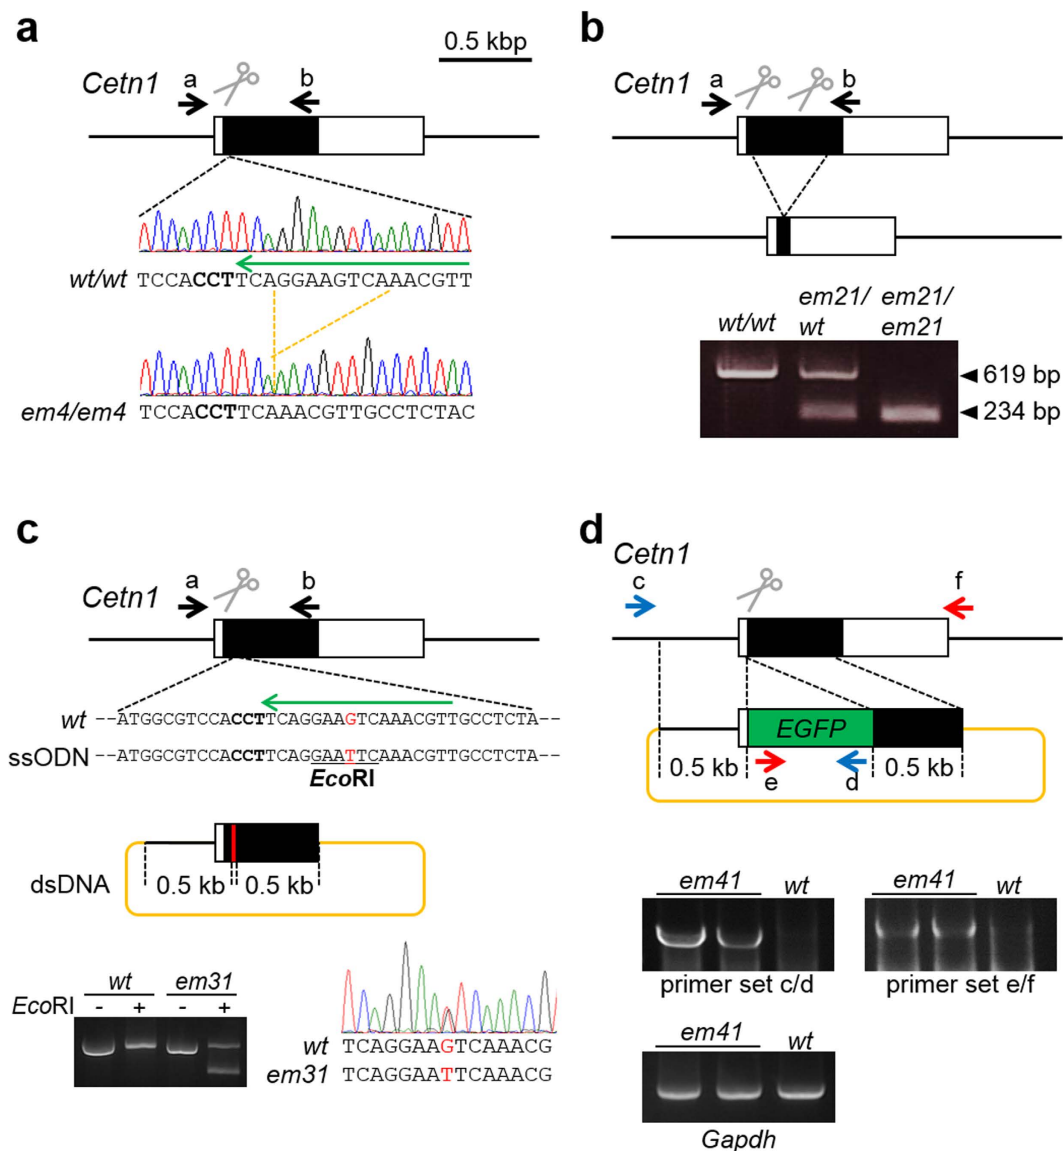 a
0.5 kbp
Cetn1
a
b
wt/wt TCCACCTTCAGGAAGTCAAACGTT
em4/em4 TCCACCTTCAAACGTTGCCTCTAC
b
Cetn1
a
b
wt/wt
em21/
wt
em21/
em21
619 bp
234 bp
c
Cetn1
a
b
wt --ATGGCGTCCACCTTCAGGAAGTCAAACGTTGCCTCTA--
ssODN --ATGGCGTCCACCTTCAGGAATTCAAACGTTGCCTCTA--
EcoRI
dsDNA
0.5 kb
0.5 kb
wt em31
EcoRI - + - +
wt TCAGGAAGTCAAACG
em31 TCAGGAATTCAAACG
d
Cetn1
c
f
EGFP
0.5 kb
e
d
0.5 kb
em41 wt
primer set c/d
em41 wt
primer set e/f
em41 wt
Gapdh